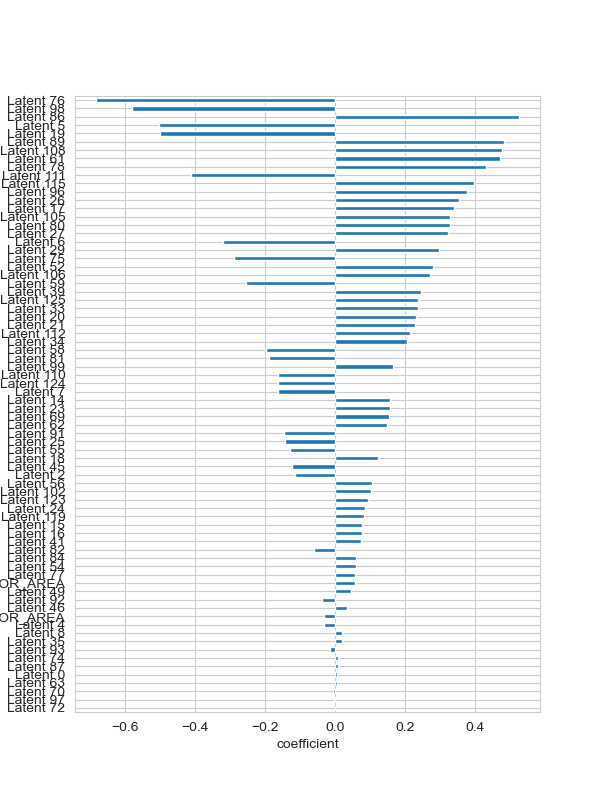 Latent 76
Latent 98
Latent 86
Latent 5
Latent 19
Latent 89
Latent 108
Latent 61
Latent 78
Latent 111
Latent 115
Latent 96
Latent 26
Latent 17
Latent 105
Latent 80
Latent 27
Latent 6
Latent 29
Latent 75
Latent 52
Latent 106
Latent 59
Latent 39
Latent 125
Latent 33
Latent 20
Latent 21
Latent 112
Latent 34
Latent 58
Latent 81
Latent 99
Latent 110
Latent 124
Latent 7
Latent 14
Latent 23
Latent 69
Latent 62
Latent 91
Latent 25
Latent 55
Latent 18
Latent 45
Latent 2
Latent 56
Latent 102
Latent 123
Latent 24
Latent 119
Latent 15
Latent 16
Latent 41
Latent 82
Latent 84
Latent 54
Latent 77
OR_AREA
Latent 49
Latent 92
Latent 46
OR_AREA
Latent 4
Latent 8
Latent 35
Latent 93
Latent 74
Latent 87
Latent 0
Latent 63
Latent 70
Latent 97
Latent 72
−0.6 −0.4 −0.2 0.0 0.2 0.4
coefficient